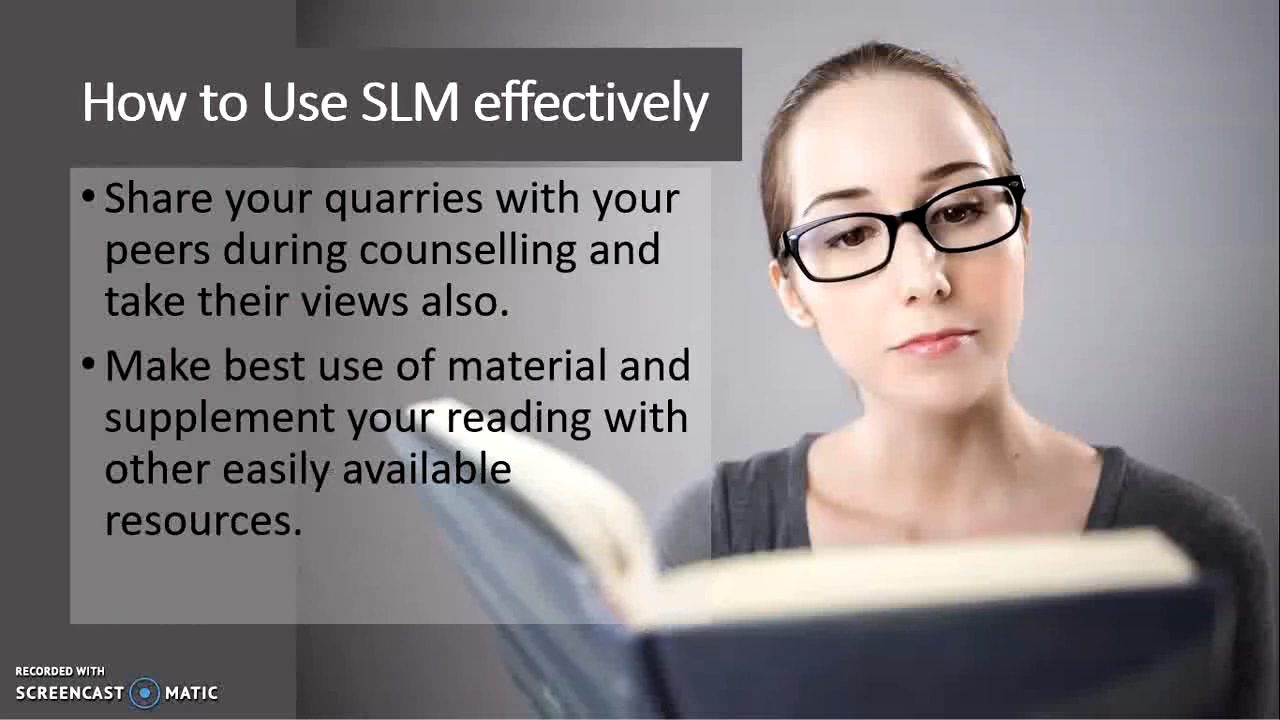 How to Use SLM effectively
• Share your quarries with your
peers during counselling and
take their views also.
• Make best use of material and
supplement your reading with
other easily available
resources.
RECORDED WITH
SCREENCAST MATIC